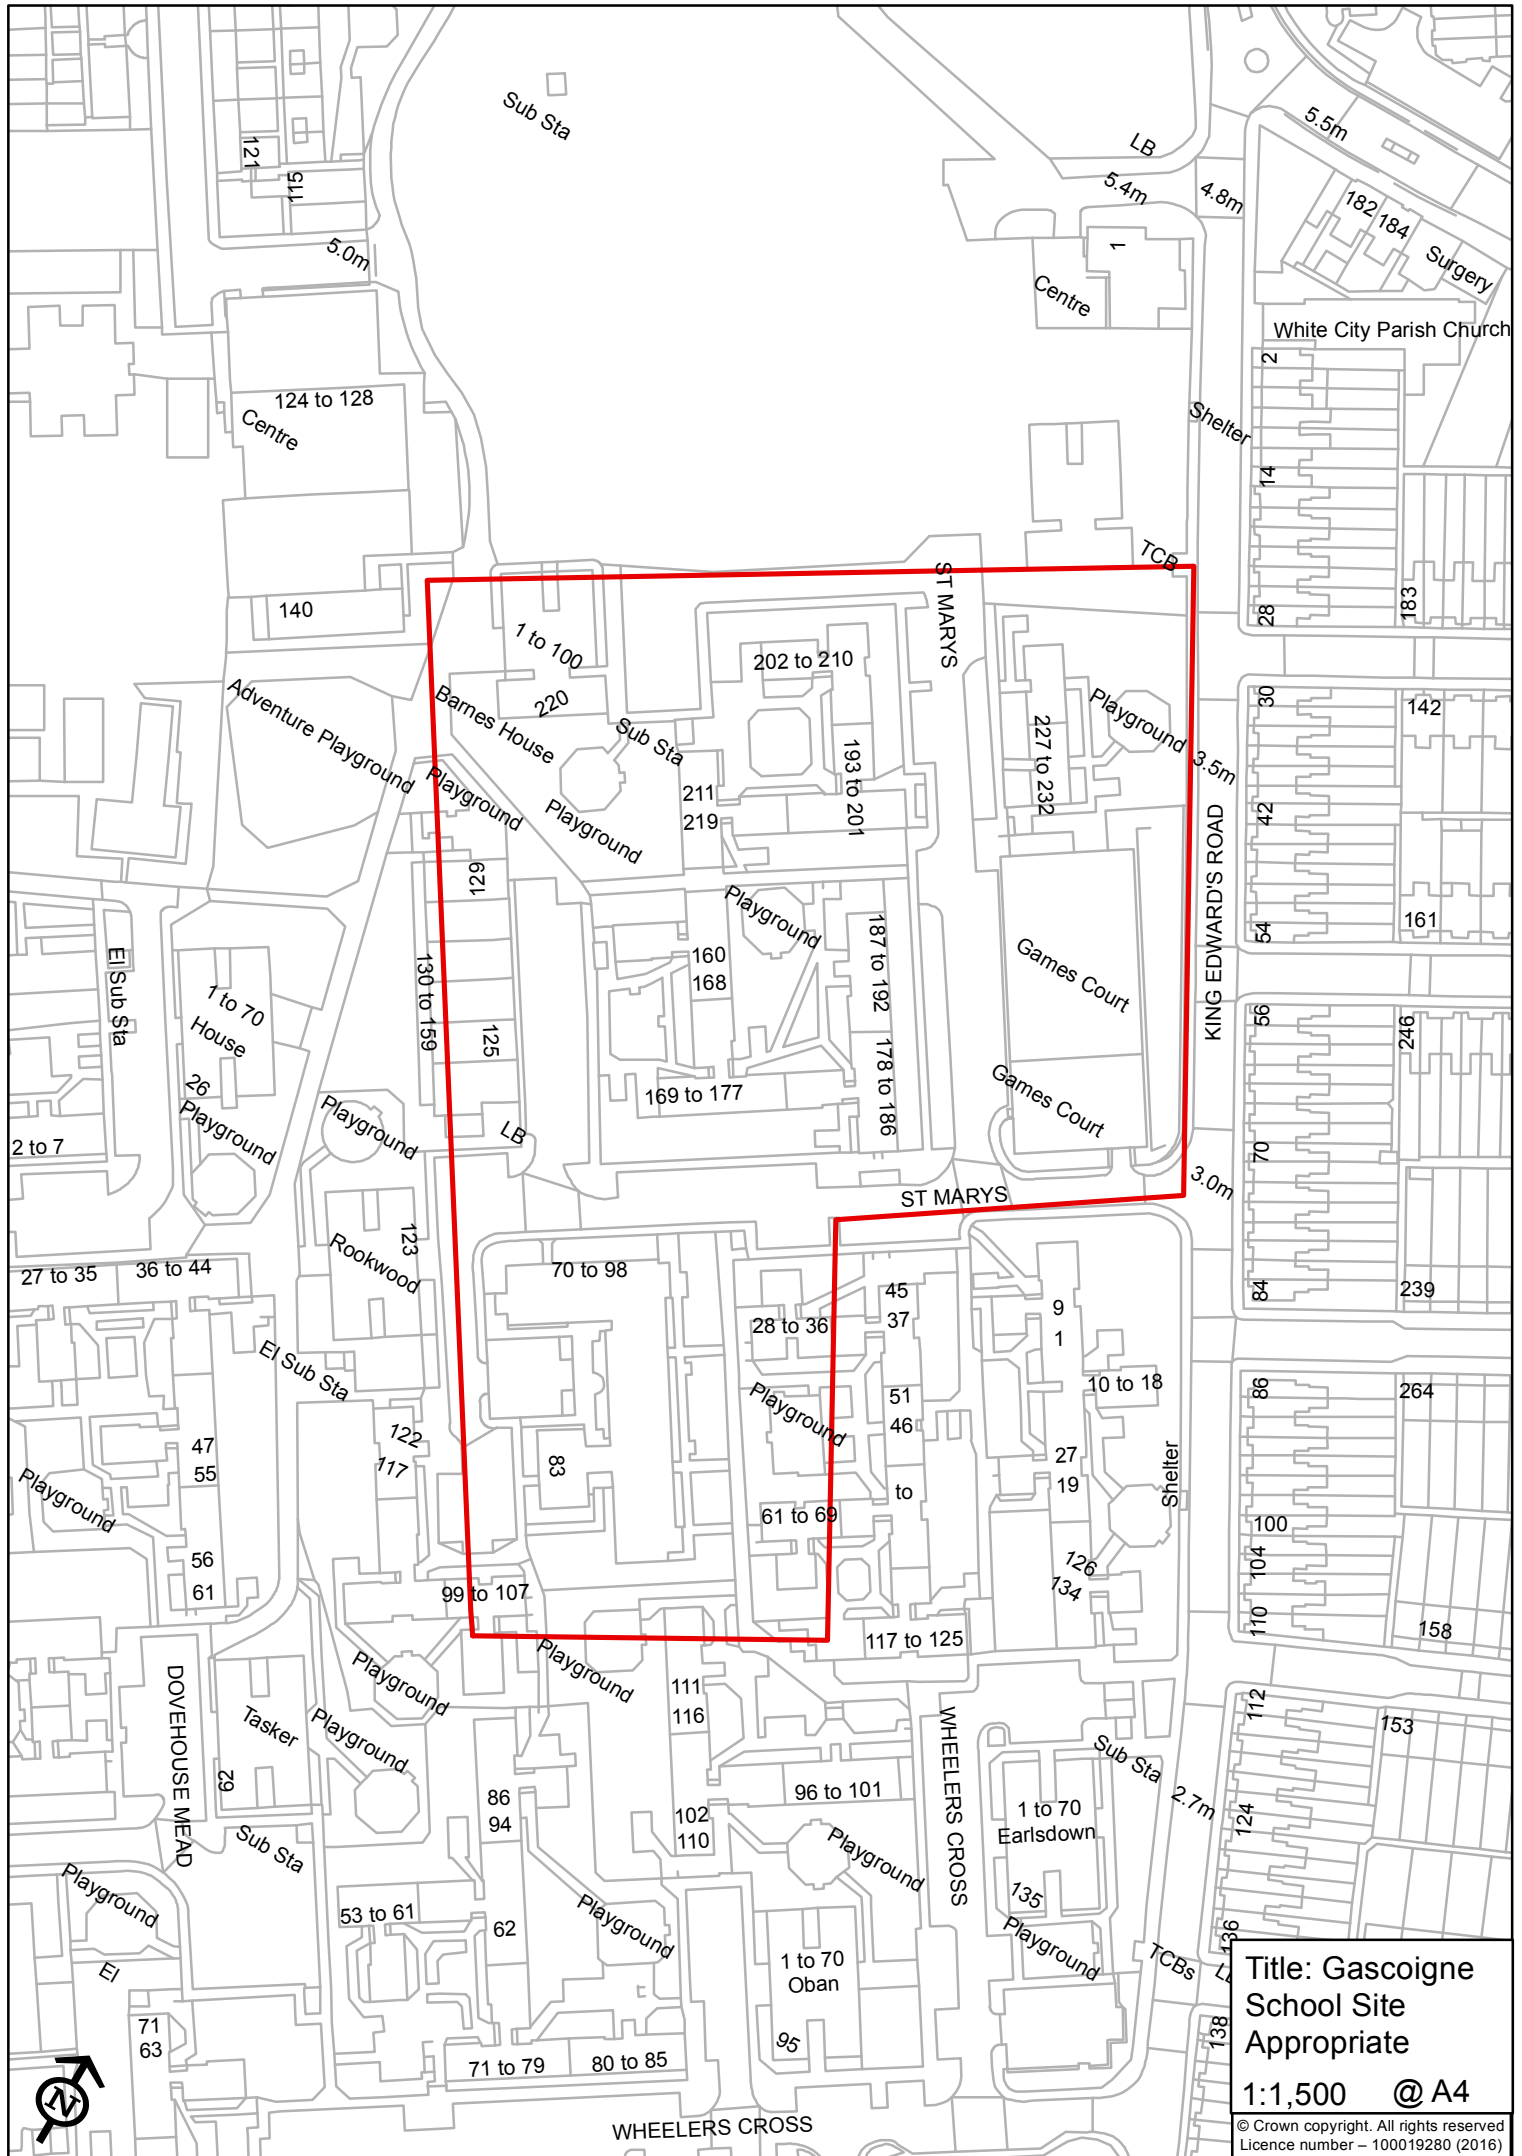 Sub Sta
121
115
5.0m
LB
5.5m
5.4m
4.8m
182
184
Surgery
1
Centre
White City Parish Church
2
124 to 128
Centre
Shelter
14
TCB
ST MARYS
140
28
183
1 to 100
202 to 210
Adventure Playground
Barnes House
220
Sub Sta
Playground
30
142
227 to 232
3.5m
193 to 201
Playground
Playground
211
219
42
KING EDWARD'S ROAD
129
Playground
187 to 192
54
161
El Sub Sta
130 to 159
160
168
Games Court
1 to 70
House
125
56
246
178 to 186
26
Playground
Playground
169 to 177
Games Court
2 to 7
LB
70
3.0m
ST MARYS
123
Rookwood
27 to 35
36 to 44
70 to 98
45
37
84
239
28 to 36
9
1
El Sub Sta
10 to 18
86
264
Playground
51
46
122
117
47
55
83
27
19
Shelter
Playground
to
61 to 69
100
56
61
104
126
134
99 to 107
110
158
117 to 125
Playground
Playground
DOVEHOUSE MEAD
111
116
WHEELERS CROSS
112
153
Tasker
Playground
Sub Sta
62
86
94
96 to 101
2.7m
1 to 70
Earlsdown
124
102
110
Sub Sta
Playground
Playground
135
53 to 61
62
Playground
Playground
136
1 to 70
Oban
TCBs
El
71
63
95
138
71 to 79
80 to 85
WHEELERS CROSS
N
Title: Gascoigne
School Site
Appropriate
1:1,500 @ A4
© Crown copyright. All rights reserved
Licence number – 100019280 (2016)